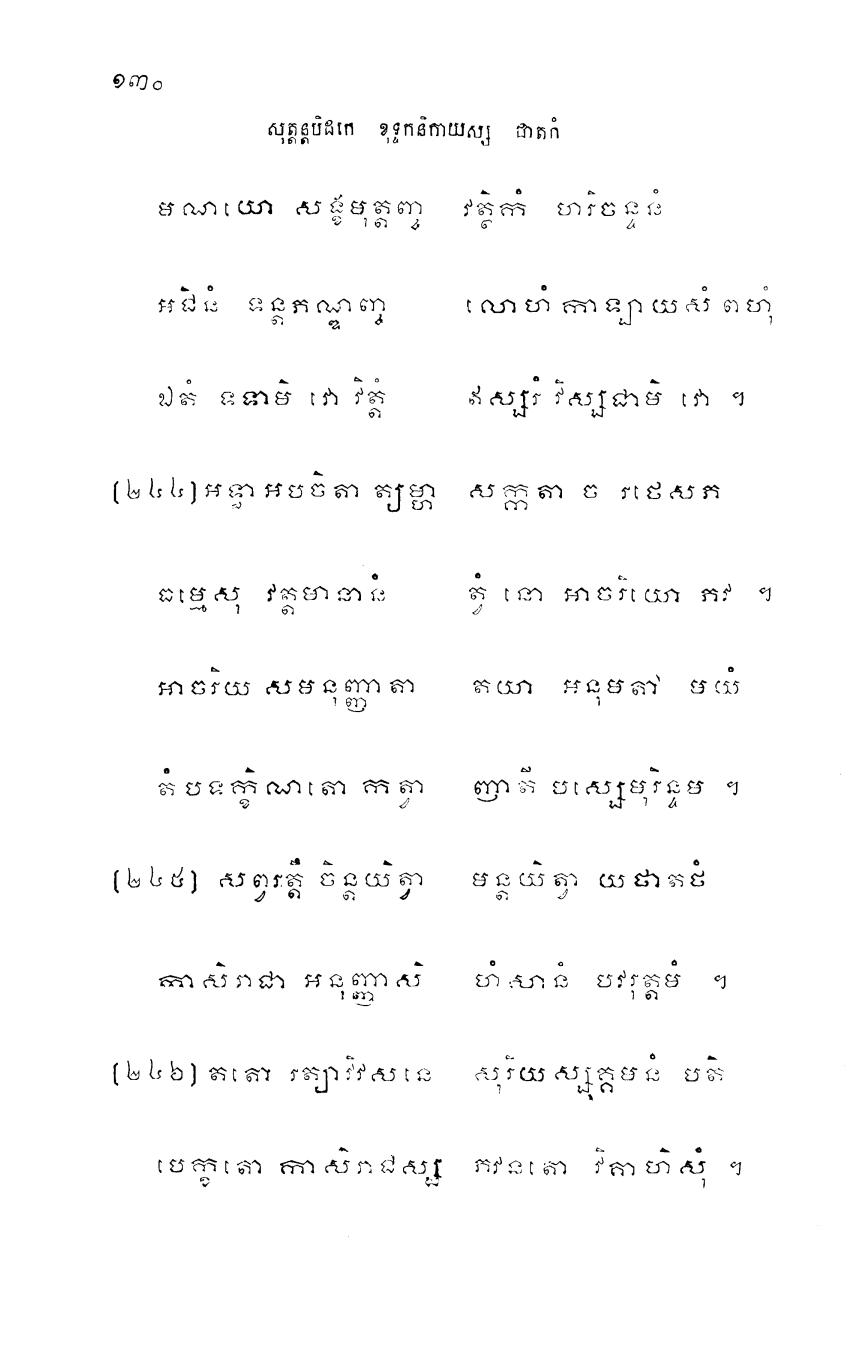 ១៣០
សុត្តន្តបិដកេ ខុទ្ទកនិកាយស្ស ជាតកំ
មណយោ សង្ខមុត្តញ្ច វត្ថិកំ ហរិចន្ទនំ
អជិនំ ទន្តភណ្ឌញ្ច លោហំ កាឡាយសំ ពហុំ
ឯតំ ទទាមិ វោ វិត្តំ ឥស្សរំ វិស្សជាមិ វោ ។
(២៤៤) អទ្ធា អបចិតា ត្យម្ហា សក្កតា ច រថេសភ
ធម្មេសុ វត្តមានានំ ត្វំ នោ អាចរិយោ ភវ ។
អាចរិយ សមនុញ្ញាតា តយា អនុមតា មយំ
តំ បទក្ខិណតោ កត្វា ញាតី បស្សេមុរិន្ទម ។
(២៤៥) សព្វរត្តឹ ចិន្តយិត្វា មន្តយិត្វា យថាតថំ
កាសិរាជា អនុញ្ញាសិ ហំសានំ បវរុត្តមំ ។
(២៤៦) តតោ រត្យា វិវសនេ សុរិយស្សុគ្គមនំ បតិ
បេក្ខតោ កាសិរាជស្ស ភវនតោ វិគាហិសុំ ។